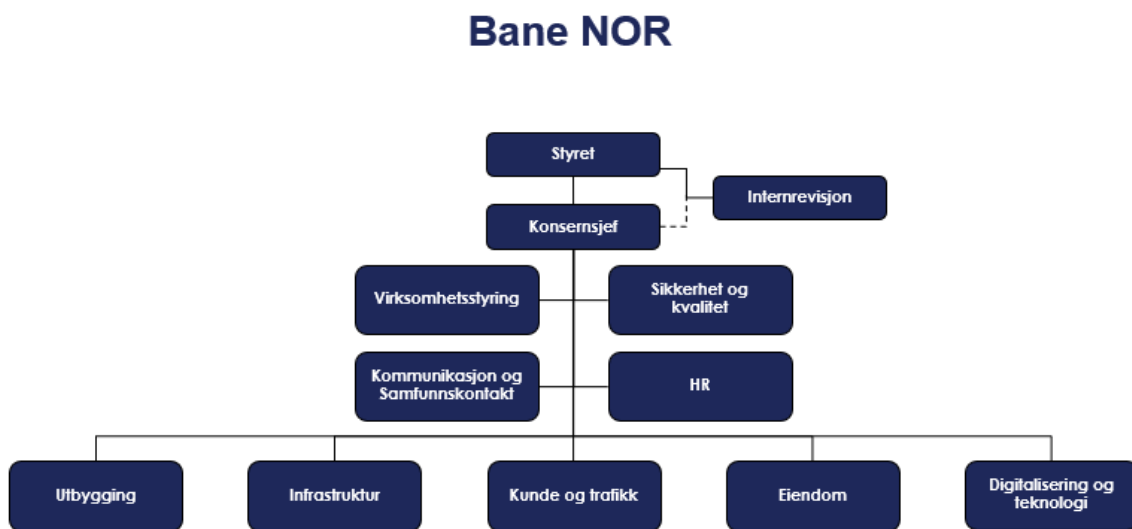 Bane NOR
Styret
Internrevisjon
Konsernsjef
Virksomhetsstyring
Sikkerhet og
kvalitet
Kommunikasjon og
Samfunnskontakt
HR
Utbygging
Infrastruktur
Kunde og trafikk
Eiendom
Digitalisering og
teknologi